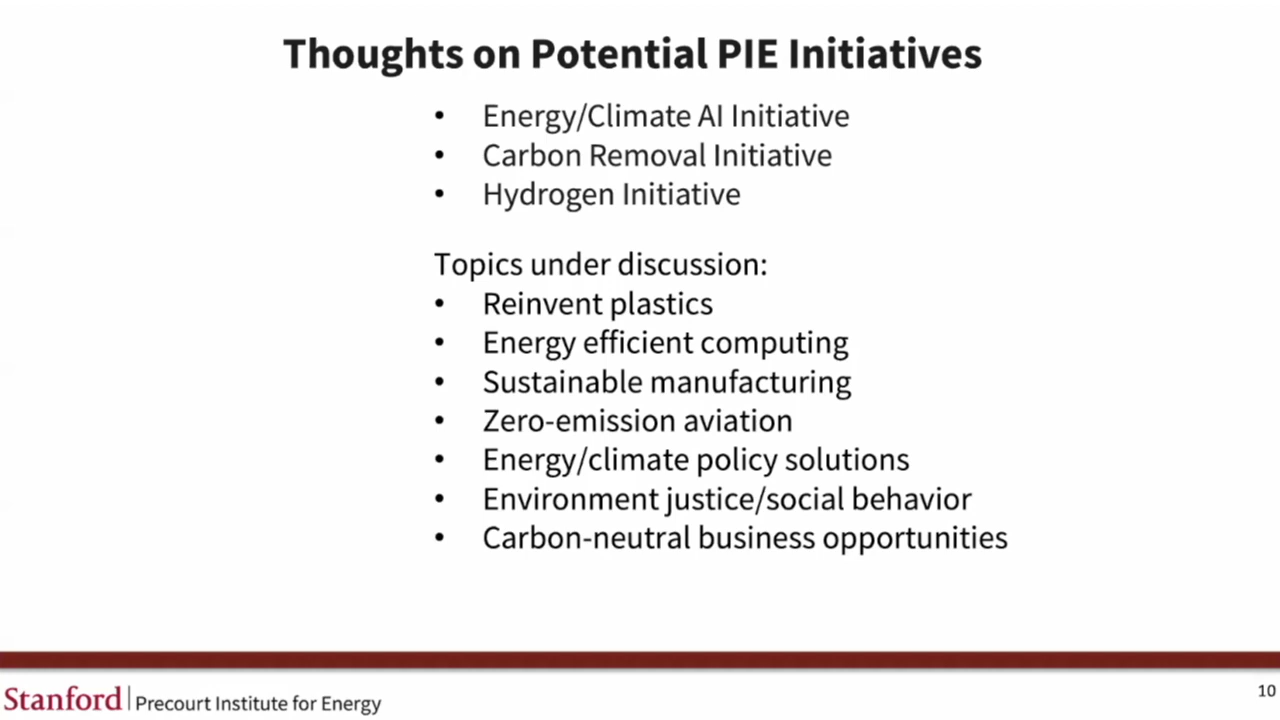 Thoughts on Potential PIE Initiatives
• Energy/Climate AI Initiative
• Carbon Removal Initiative
• Hydrogen Initiative
Topics under discussion:
• Reinvent plastics
• Energy efficient computing
• Sustainable manufacturing
• Zero-emission aviation
• Energy/climate policy solutions
• Environment justice/social behavior
• Carbon-neutral business opportunities
Stanford | Precourt Institute for Energy
10